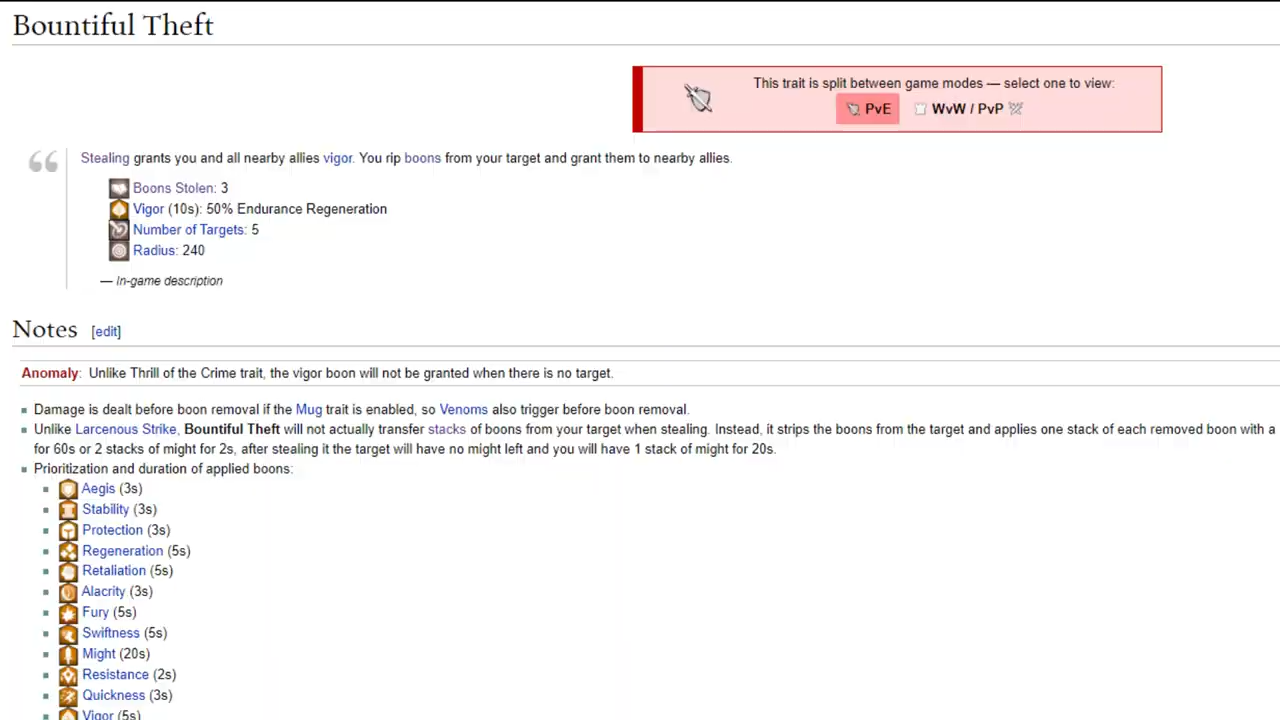 Bountiful Theft
This trait is split between game modes — select one to view:
PvE WvW / PvP
Stealing grants you and all nearby allies vigor. You rip boons from your target and grant them to nearby allies.
Boons Stolen: 3
Vigor (10s): 50% Endurance Regeneration
Number of Targets: 5
Radius: 240
— In-game description
Notes [edit]
Anomaly: Unlike Thrill of the Crime trait, the vigor boon will not be granted when there is no target.
Damage is dealt before boon removal if the Mug trait is enabled, so Venoms also trigger before boon removal.
Unlike Larcenous Strike, Bountiful Theft will not actually transfer stacks of boons from your target when stealing. Instead, it strips the boons from the target and applies one stack of each removed boon with a
for 60s or 2 stacks of might for 2s, after stealing it the target will have no might left and you will have 1 stack of might for 20s.
Prioritization and duration of applied boons:
Aegis (3s)
Stability (3s)
Protection (3s)
Regeneration (5s)
Retaliation (5s)
Alacrity (3s)
Fury (5s)
Swiftness (5s)
Might (20s)
Resistance (2s)
Quickness (3s)
Vigor (5s)